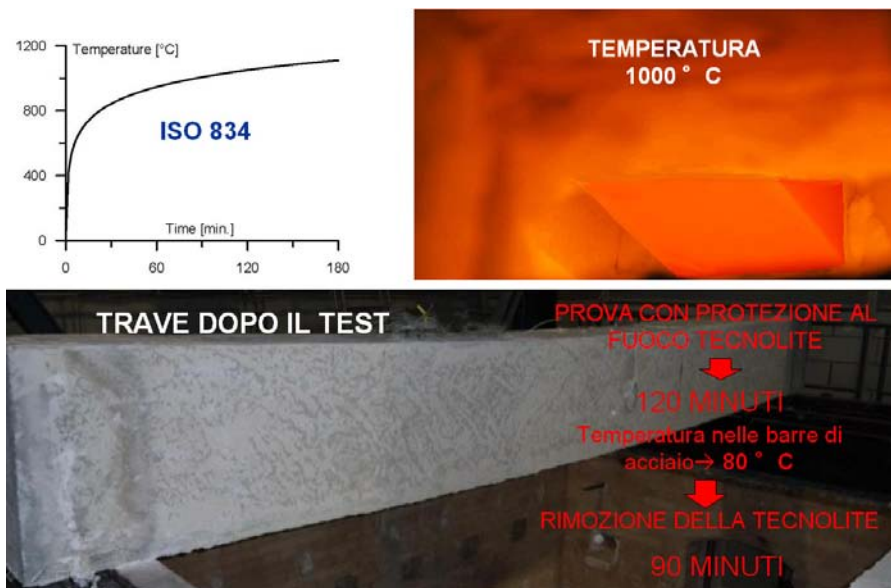 1200
Temperature [°C]
800
ISO 834
400
Time [min.]
0
0
60
120
180
TEMPERATURA
1000° C
TRAVE DOPO IL TEST
PROVA CON PROTEZIONE AL
FUOCO TECNOLITE
120 MINUTI
Temperatura nelle barre di
acciaio→ 80° C
RIMOZIONE DELLA TECNOLITE
90 MINUTI